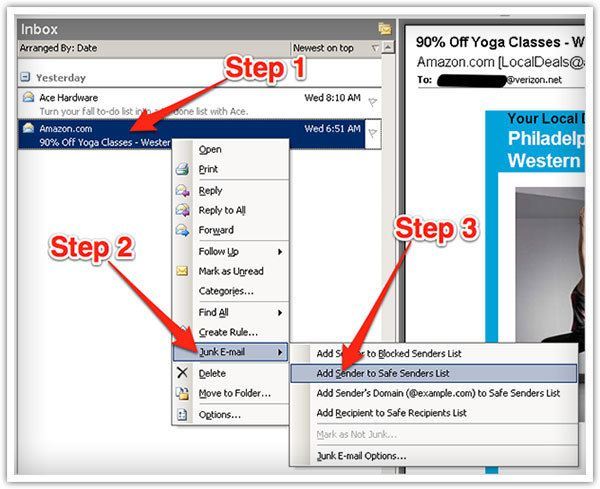 Inbox
Arranged By: Date
Newest on top
Step 1
Yesterday
Ace Hardware
Wed 8:10 AM
Turn your fall to-do list into a done list with Ace.
Amazon.com
Wed 6:51 AM
90% Off Yoga Classes - Wester
Open
Print
Reply
Reply to All
Forward
Follow Up
Mark as Unread
Categories...
Find All
Create Rule...
Junk E-mail
Delete
Move to Folder...
Options...
Step 2
Step 3
Add Sender to Blocked Senders List
Add Sender to Safe Senders List
Add Sender's Domain (@example.com) to Safe Senders List
Add Recipient to Safe Recipients List
Mark as Not Junk...
Junk E-mail Options...
90% Off Yoga Classes - W
Amazon.com [LocalDeals@
To:
@verizon.net
Your Local D
Philadelp
Western